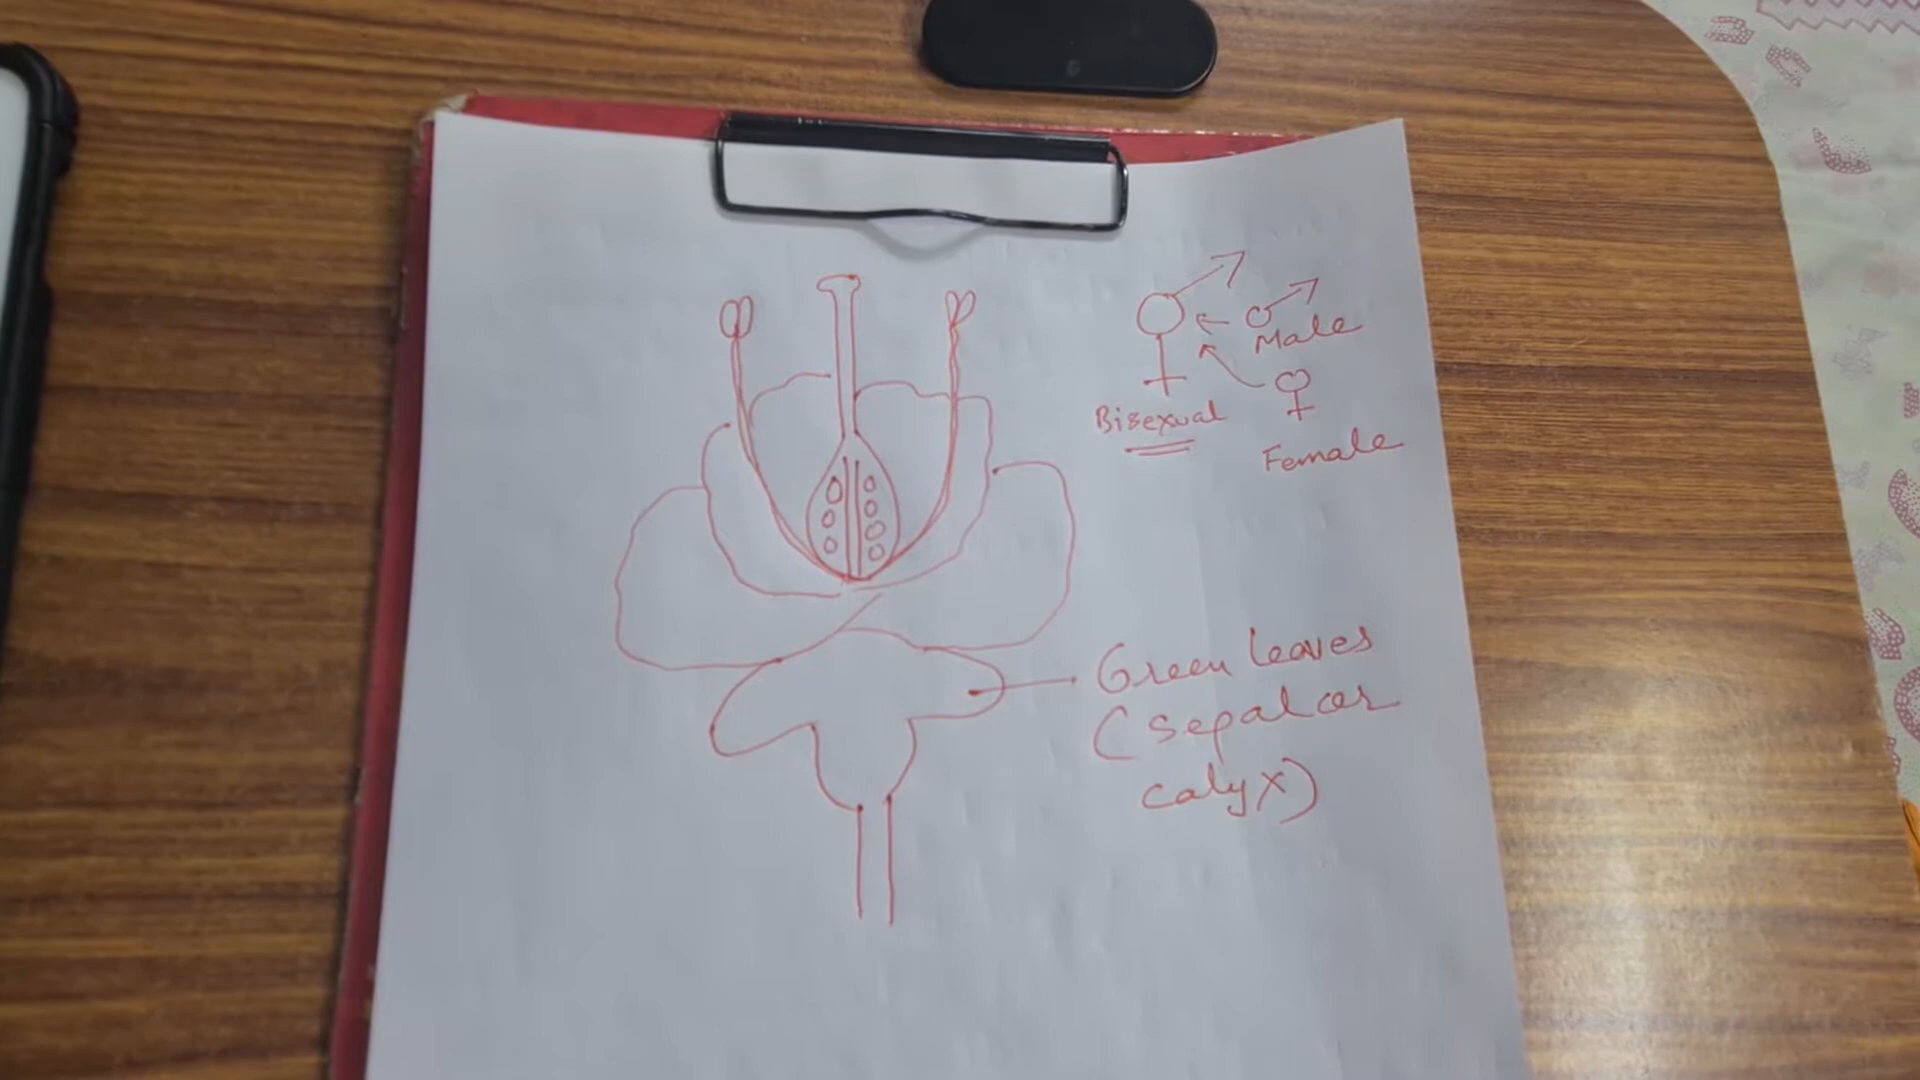 Male
Bisexual
Female
Green leaves
(sepal or
calyx)